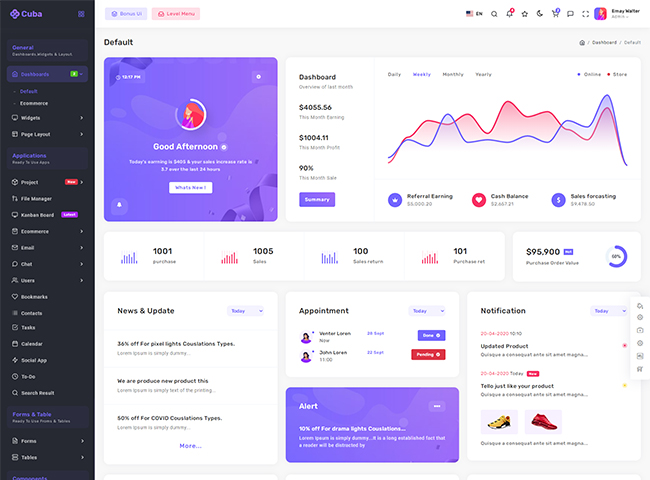 Cuba
Bonus UI
Level Menu
EN
Emay Walter
General
Dashboards,Widgets & Layout.
Dashboards
Default
Ecommerce
Widgets
Page Layout
Applications
Ready To Use Apps
Project
New
File Manager
Kanban Board
Latest
Ecommerce
Email
Chat
Users
Bookmarks
Contacts
Tasks
Calendar
Social App
To-Do
Search Result
Forms & Table
Ready To Use Froms & Tables
Forms
Tables
Components
Default
/ Dashboard / Default
12:17 PM
Good Afternoon
Today's earning is $405 & your sales increase rate is
3.7 over the last 24 hours
Whats New !
Dashboard
Overview of last month
$4055.56
This Month Earning
$1004.11
This Month Profit
90%
This Month Sale
Summary
Daily
Weekly
Monthly
Yearly
Online
Store
Referral Earning
$5,000.20
Cash Balance
$2,657.21
Sales forcasting
$9,478.50
1001
purchase
1005
Sales
100
Sales return
101
Purchase ret
$95,900
Purchase Order Value
News & Update
Today
36% off For pixel lights Couslations Types.
Lorem Ipsum is simply dummy...
We are produce new product this
Lorem Ipsum is simply text of the printing...
50% off For COVID Couslations Types.
Lorem Ipsum is simply dummy...
More...
Appointment
Today
Venter Loren
Now
28 Sept
Done
John Loren
11:00
22 Sept
Pending
Alert
10% off For drama lights Couslations...
Lorem Ipsum is simply dummy...It is a long established fact that a
reader will be distracted by
Notification
Today
20-04-2020 10:10
Updated Product
Quisque a consequat ante sit amet magna...
20-04-2020 Today New
Tello just like your product
Quisque a consequat ante sit amet magna...
Quisque a consequat ante sit amet magna...